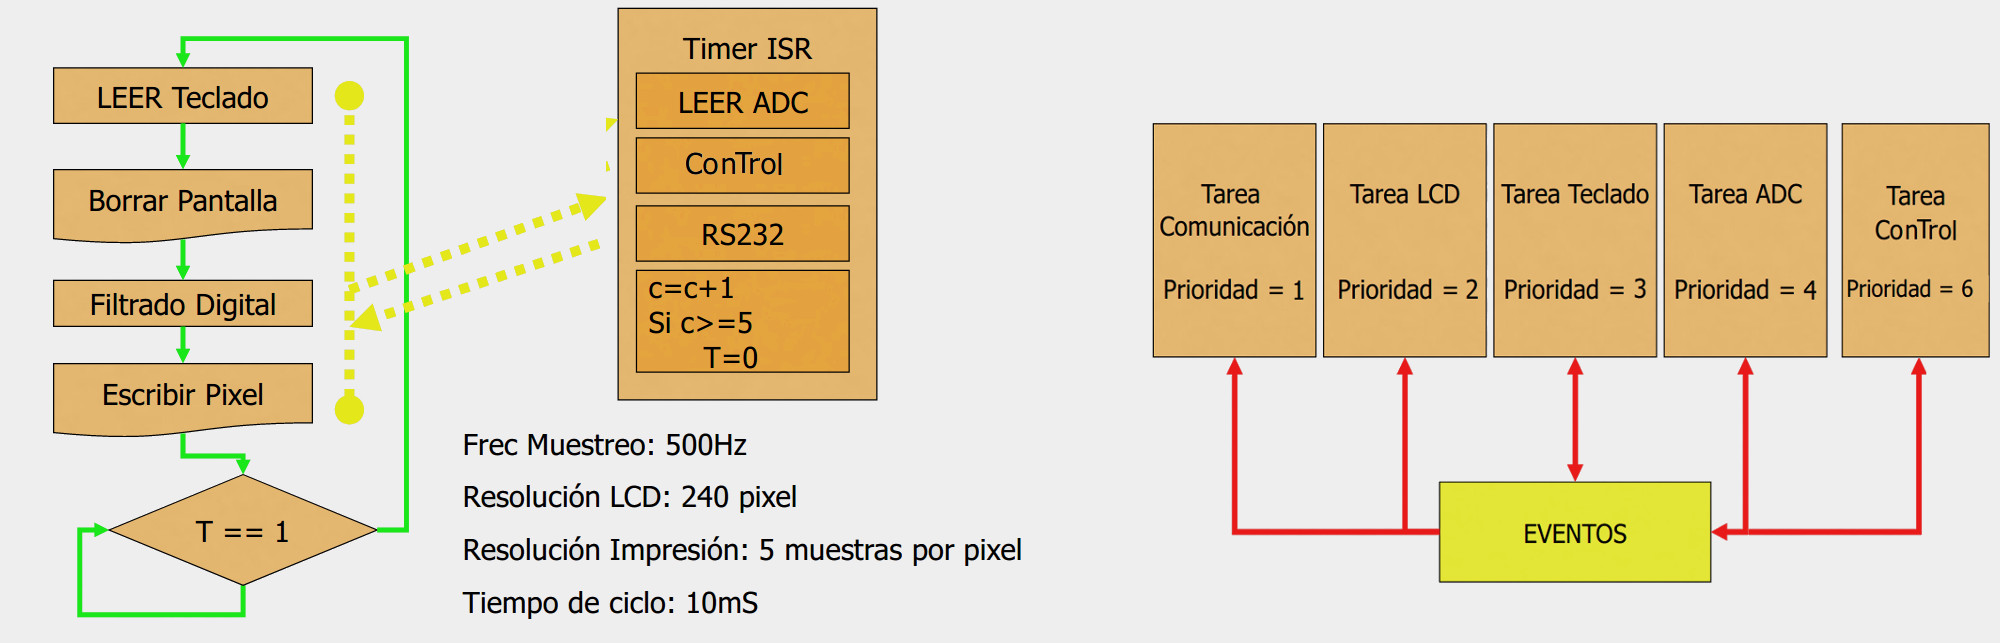 LEER Teclado
Borrar Pantalla
Filtrado Digital
Escribir Pixel
T == 1
Timer ISR
LEER ADC
ConTrol
RS232
c=c+1
Si c>=5
T=0
Frec Muestreo: 500Hz
Resolución LCD: 240 pixel
Resolución Impresión: 5 muestras por pixel
Tiempo de ciclo: 10mS
Tarea
Comunicación
Prioridad = 1
Tarea LCD
Prioridad = 2
Tarea Teclado
Prioridad = 3
Tarea ADC
Prioridad = 4
Tarea
ConTrol
Prioridad = 6
EVENTOS